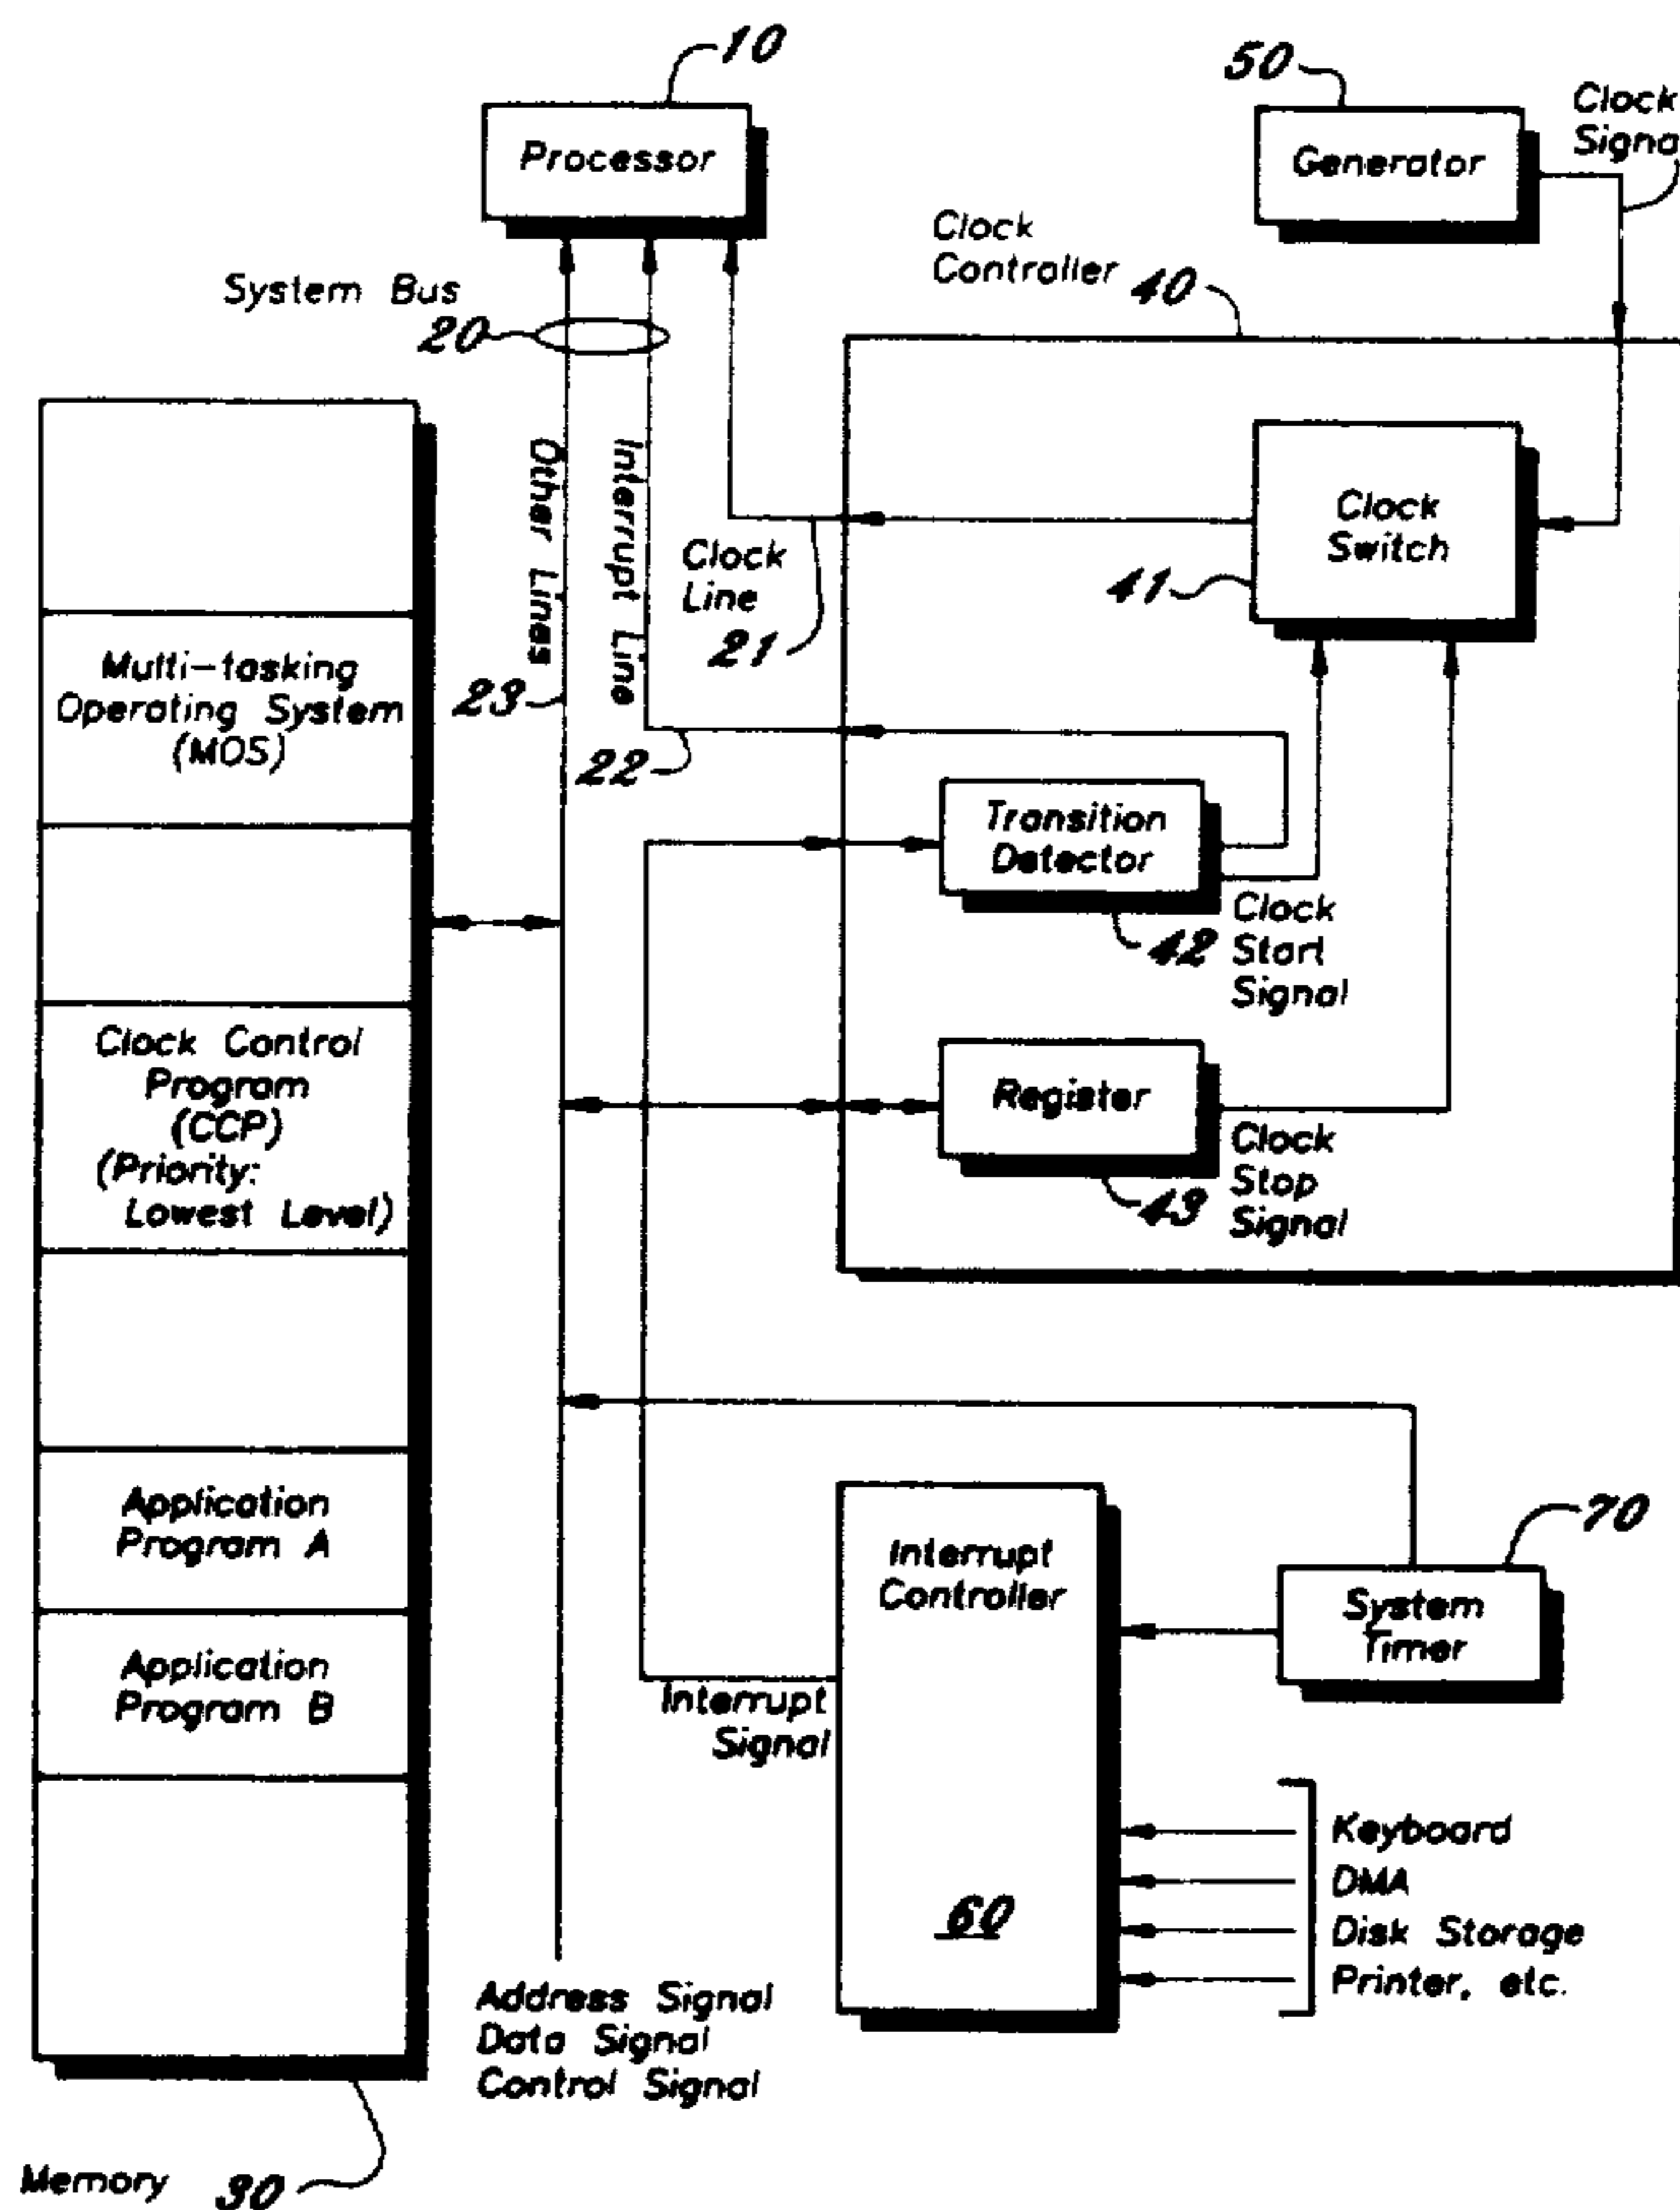 10
Processor
50
Generator
Clock
Signal
Clock
Controller 40
System Bus
20
Other Lines
Interrupt Line
Clock
Line
21
Clock
Switch
41
23
22
Multi-tasking
Operating System
(MOS)
Transition
Detector
42
Clock
Start
Signal
Clock Control
Program
(CCP)
(Priority:
Lowest Level)
Register
43
Clock
Stop
Signal
Application
Program A
Application
Program B
Interrupt
Controller
60
Interrupt
Signal
70
System
Timer
Keyboard
DMA
Disk Storage
Printer, etc.
Address Signal
Data Signal
Control Signal
Memory 30